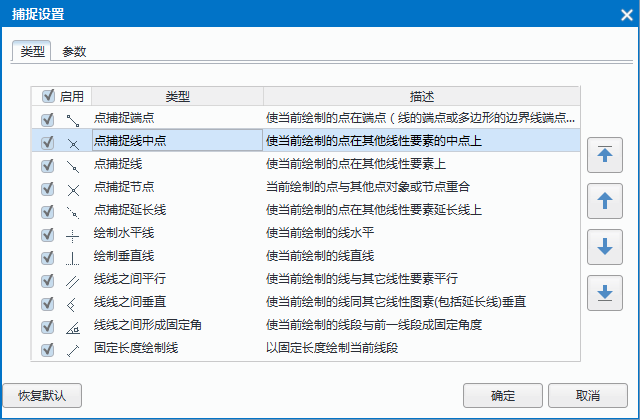 捕捉设置
类型 参数
启用 类型 描述
点捕捉端点 使当前绘制的点在端点（线的端点或多边形的边界线端点...
点捕捉线中点 使当前绘制的点在其他线性要素的中点上
点捕捉线 使当前绘制的点在其他线性要素上
点捕捉节点 当前绘制的点与其他点对象或节点重合
点捕捉延长线 使当前绘制的点在其他线性要素延长线上
绘制水平线 使当前绘制的线水平
绘制垂直线 使当前绘制的线直线
线线之间平行 使当前绘制的线与其它线性要素平行
线线之间垂直 使当前绘制的线同其它线性图素(包括延长线)垂直
线线之间形成固定角 使当前绘制的线段与前一线段成固定角度
固定长度绘制线 以固定长度绘制当前线段
恢复默认 确定 取消